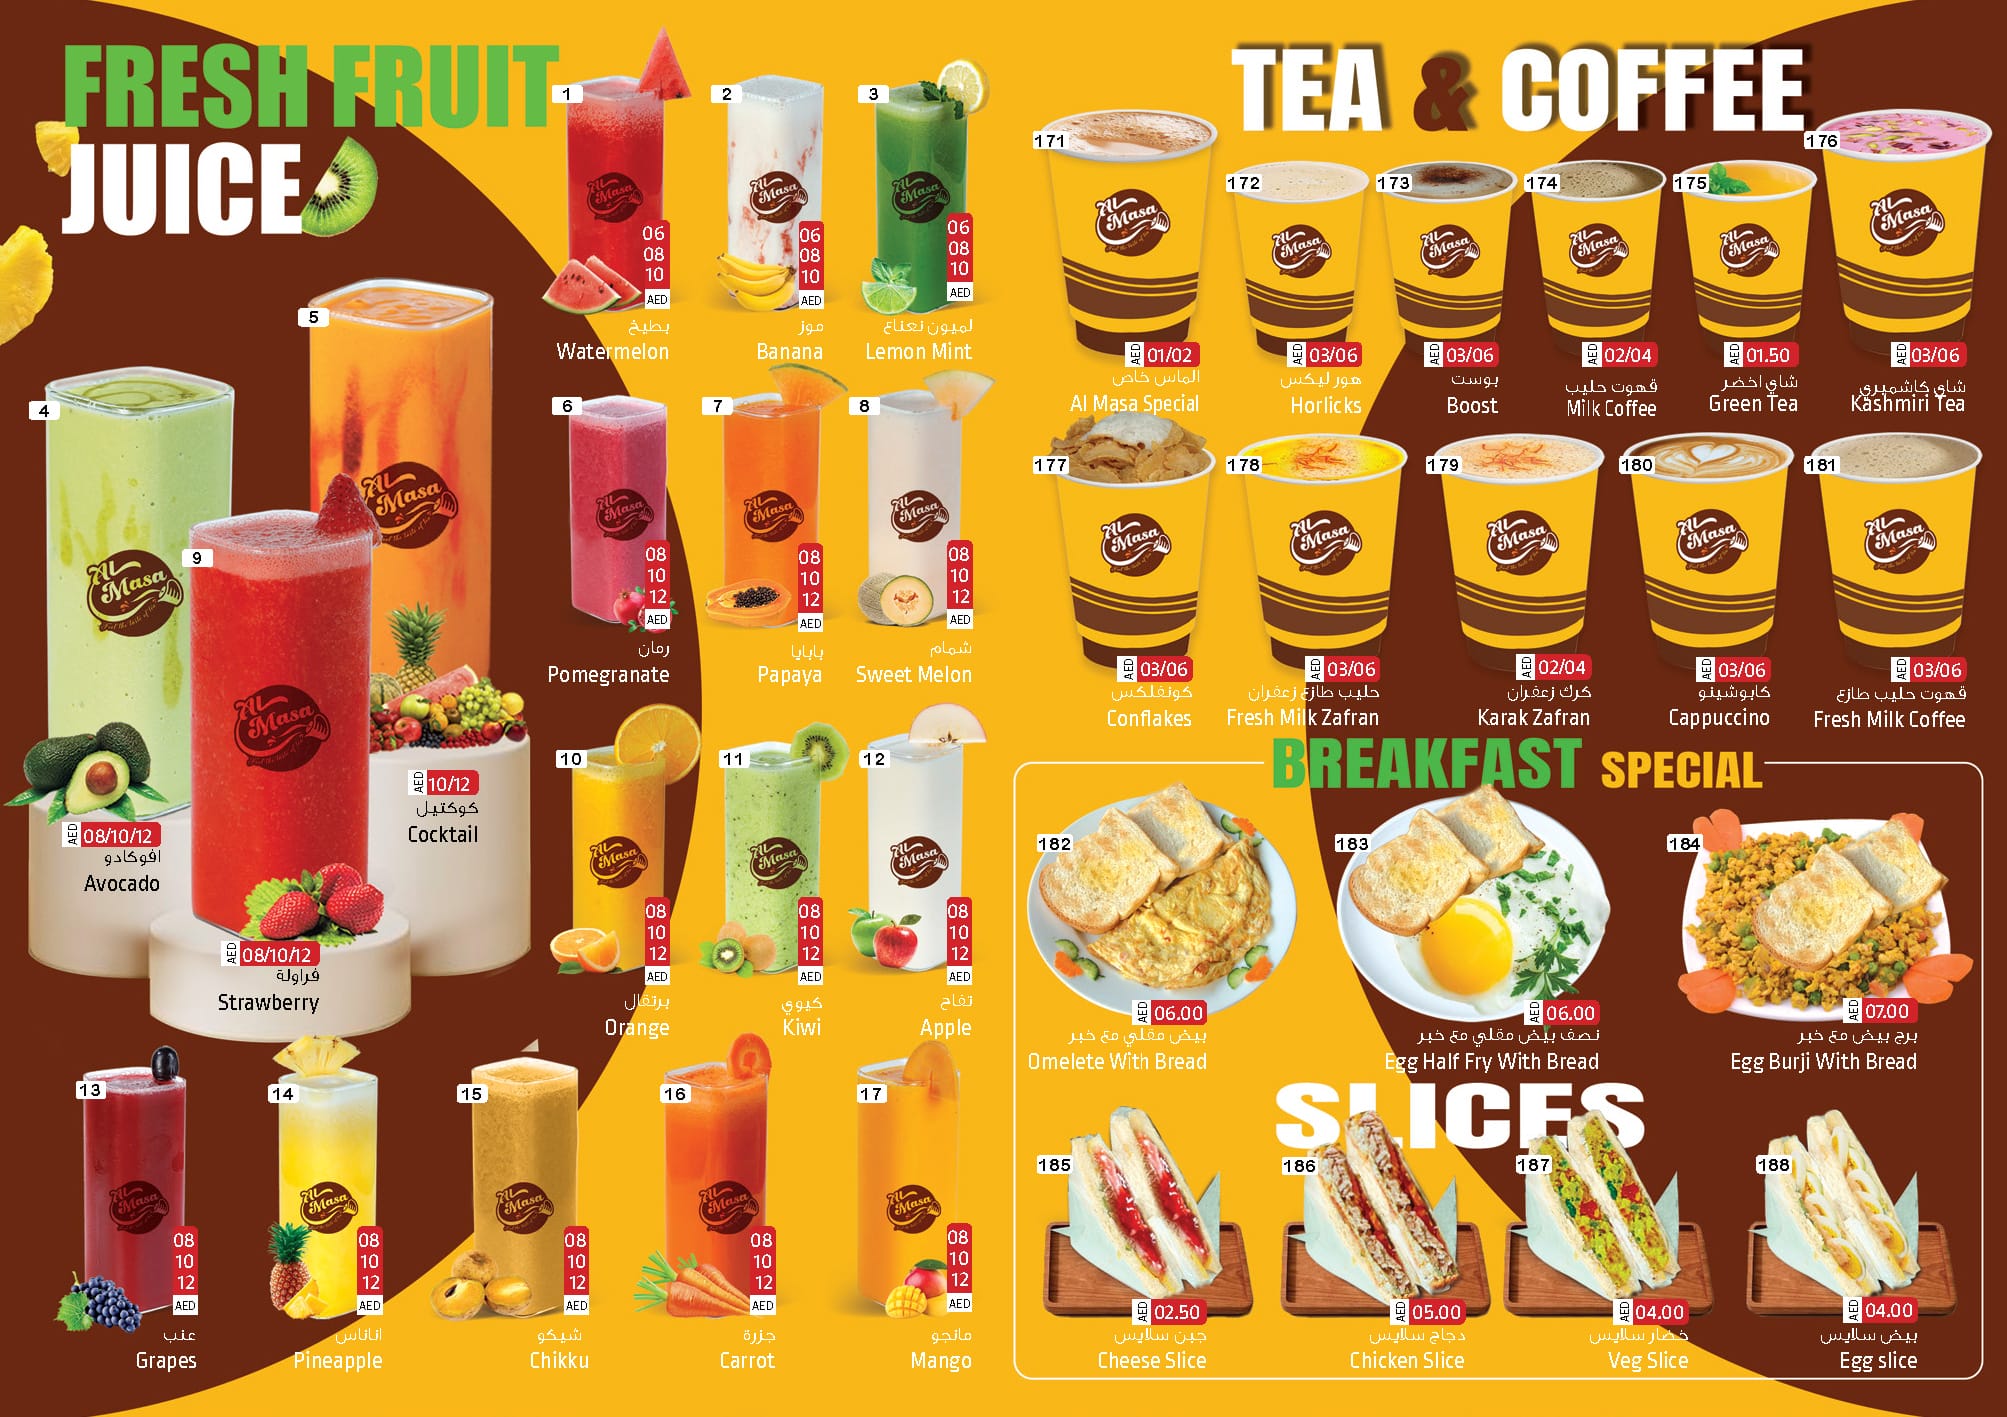 FRESH FRUIT
JUICE
1
06
08
10
AED
بطيخ
Watermelon
2
06
08
10
AED
موز
Banana
3
06
08
10
AED
لميون نعناع
Lemon Mint
4
AED 08/10/12
افوكادو
Avocado
5
AED 10/12
كوكتيل
Cocktail
6
08
10
12
AED
رمان
Pomegranate
7
08
10
12
AED
بابايا
Papaya
8
08
10
12
AED
شمام
Sweet Melon
9
AED 08/10/12
فراولة
Strawberry
10
08
10
12
AED
برتقال
Orange
11
08
10
12
AED
كيوي
Kiwi
12
08
10
12
AED
تفاح
Apple
13
08
10
12
AED
عنب
Grapes
14
08
10
12
AED
اناناس
Pineapple
15
08
10
12
AED
شيكو
Chikku
16
08
10
12
AED
جزرة
Carrot
17
08
10
12
AED
مانجو
Mango
Al Masa
Feel the taste of tea
TEA & COFFEE
171
AED 01/02
الماس خاص
Al Masa Special
172
AED 03/06
هورليكس
Horlicks
173
AED 03/06
بوست
Boost
174
AED 02/04
قهوت حليب
Milk Coffee
175
AED 01.50
شاي اخضر
Green Tea
176
AED 03/06
شاي كاشميري
Kashmiri Tea
177
AED 03/06
كونفلكس
Conflakes
178
AED 03/06
حليب طازع زعفران
Fresh Milk Zafran
179
AED 02/04
كرك زعفران
Karak Zafran
180
AED 03/06
كابوشينو
Cappuccino
181
AED 03/06
قهوت حليب طازع
Fresh Milk Coffee
BREAKFAST SPECIAL
182
AED 06.00
بيض مقلي مع خبر
Omelete With Bread
183
AED 06.00
نصف بيض مقلي مع خبر
Egg Half Fry With Bread
184
AED 07.00
برج بيض مع خبر
Egg Burji With Bread
SLICES
185
AED 02.50
جبن سلايس
Cheese Slice
186
AED 05.00
دجاج سلايس
Chicken Slice
187
AED 04.00
خضار سلايس
Veg Slice
188
AED 04.00
بيض سلايس
Egg slice